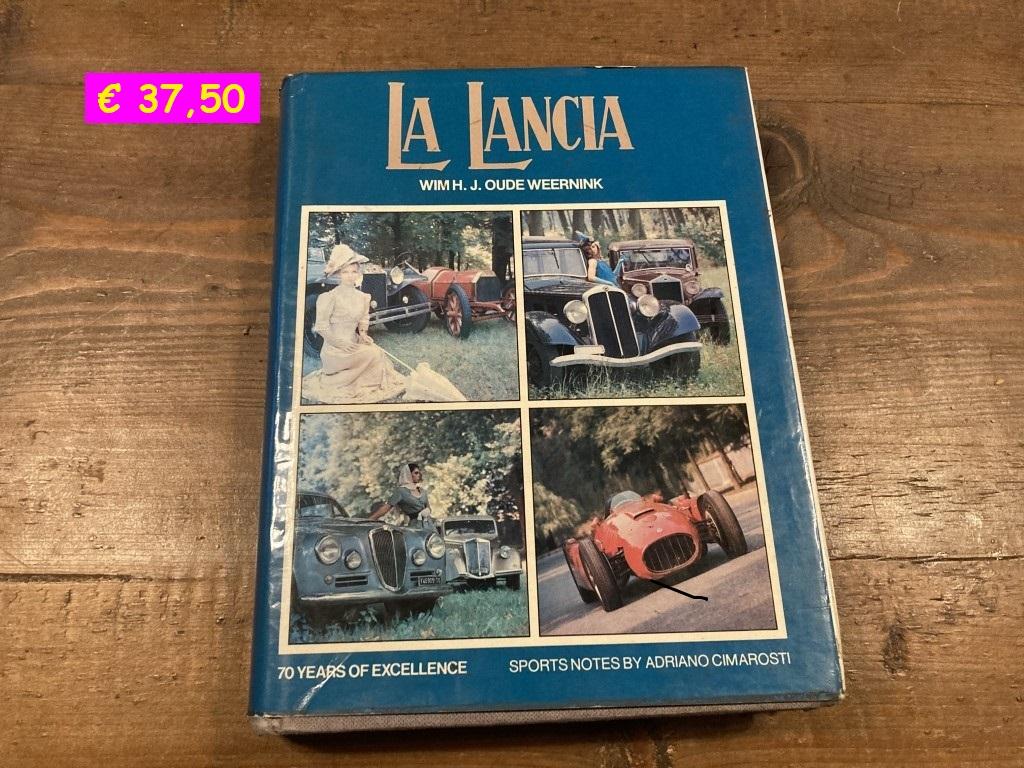 € 37,50
LA LANCIA
WIM H. J. OUDE WEERNINK
70 YEARS OF EXCELLENCE
SPORTS NOTES BY ADRIANO CIMAROSTI